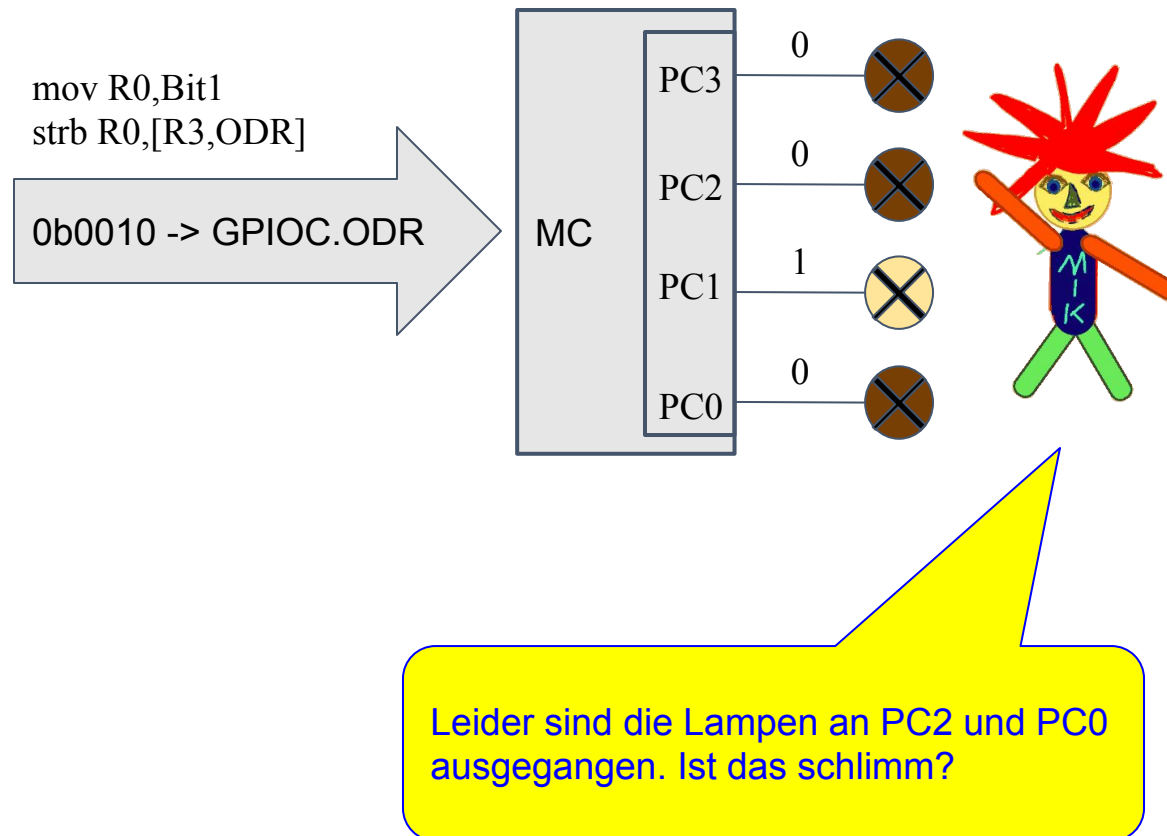 mov R0,Bit1
strb R0,[R3,ODR]
0b0010 -> GPIOC.ODR
MC
PC3
0
PC2
0
PC1
1
PC0
0
MIK
Leider sind die Lampen an PC2 und PC0
ausgegangen. Ist das schlimm?